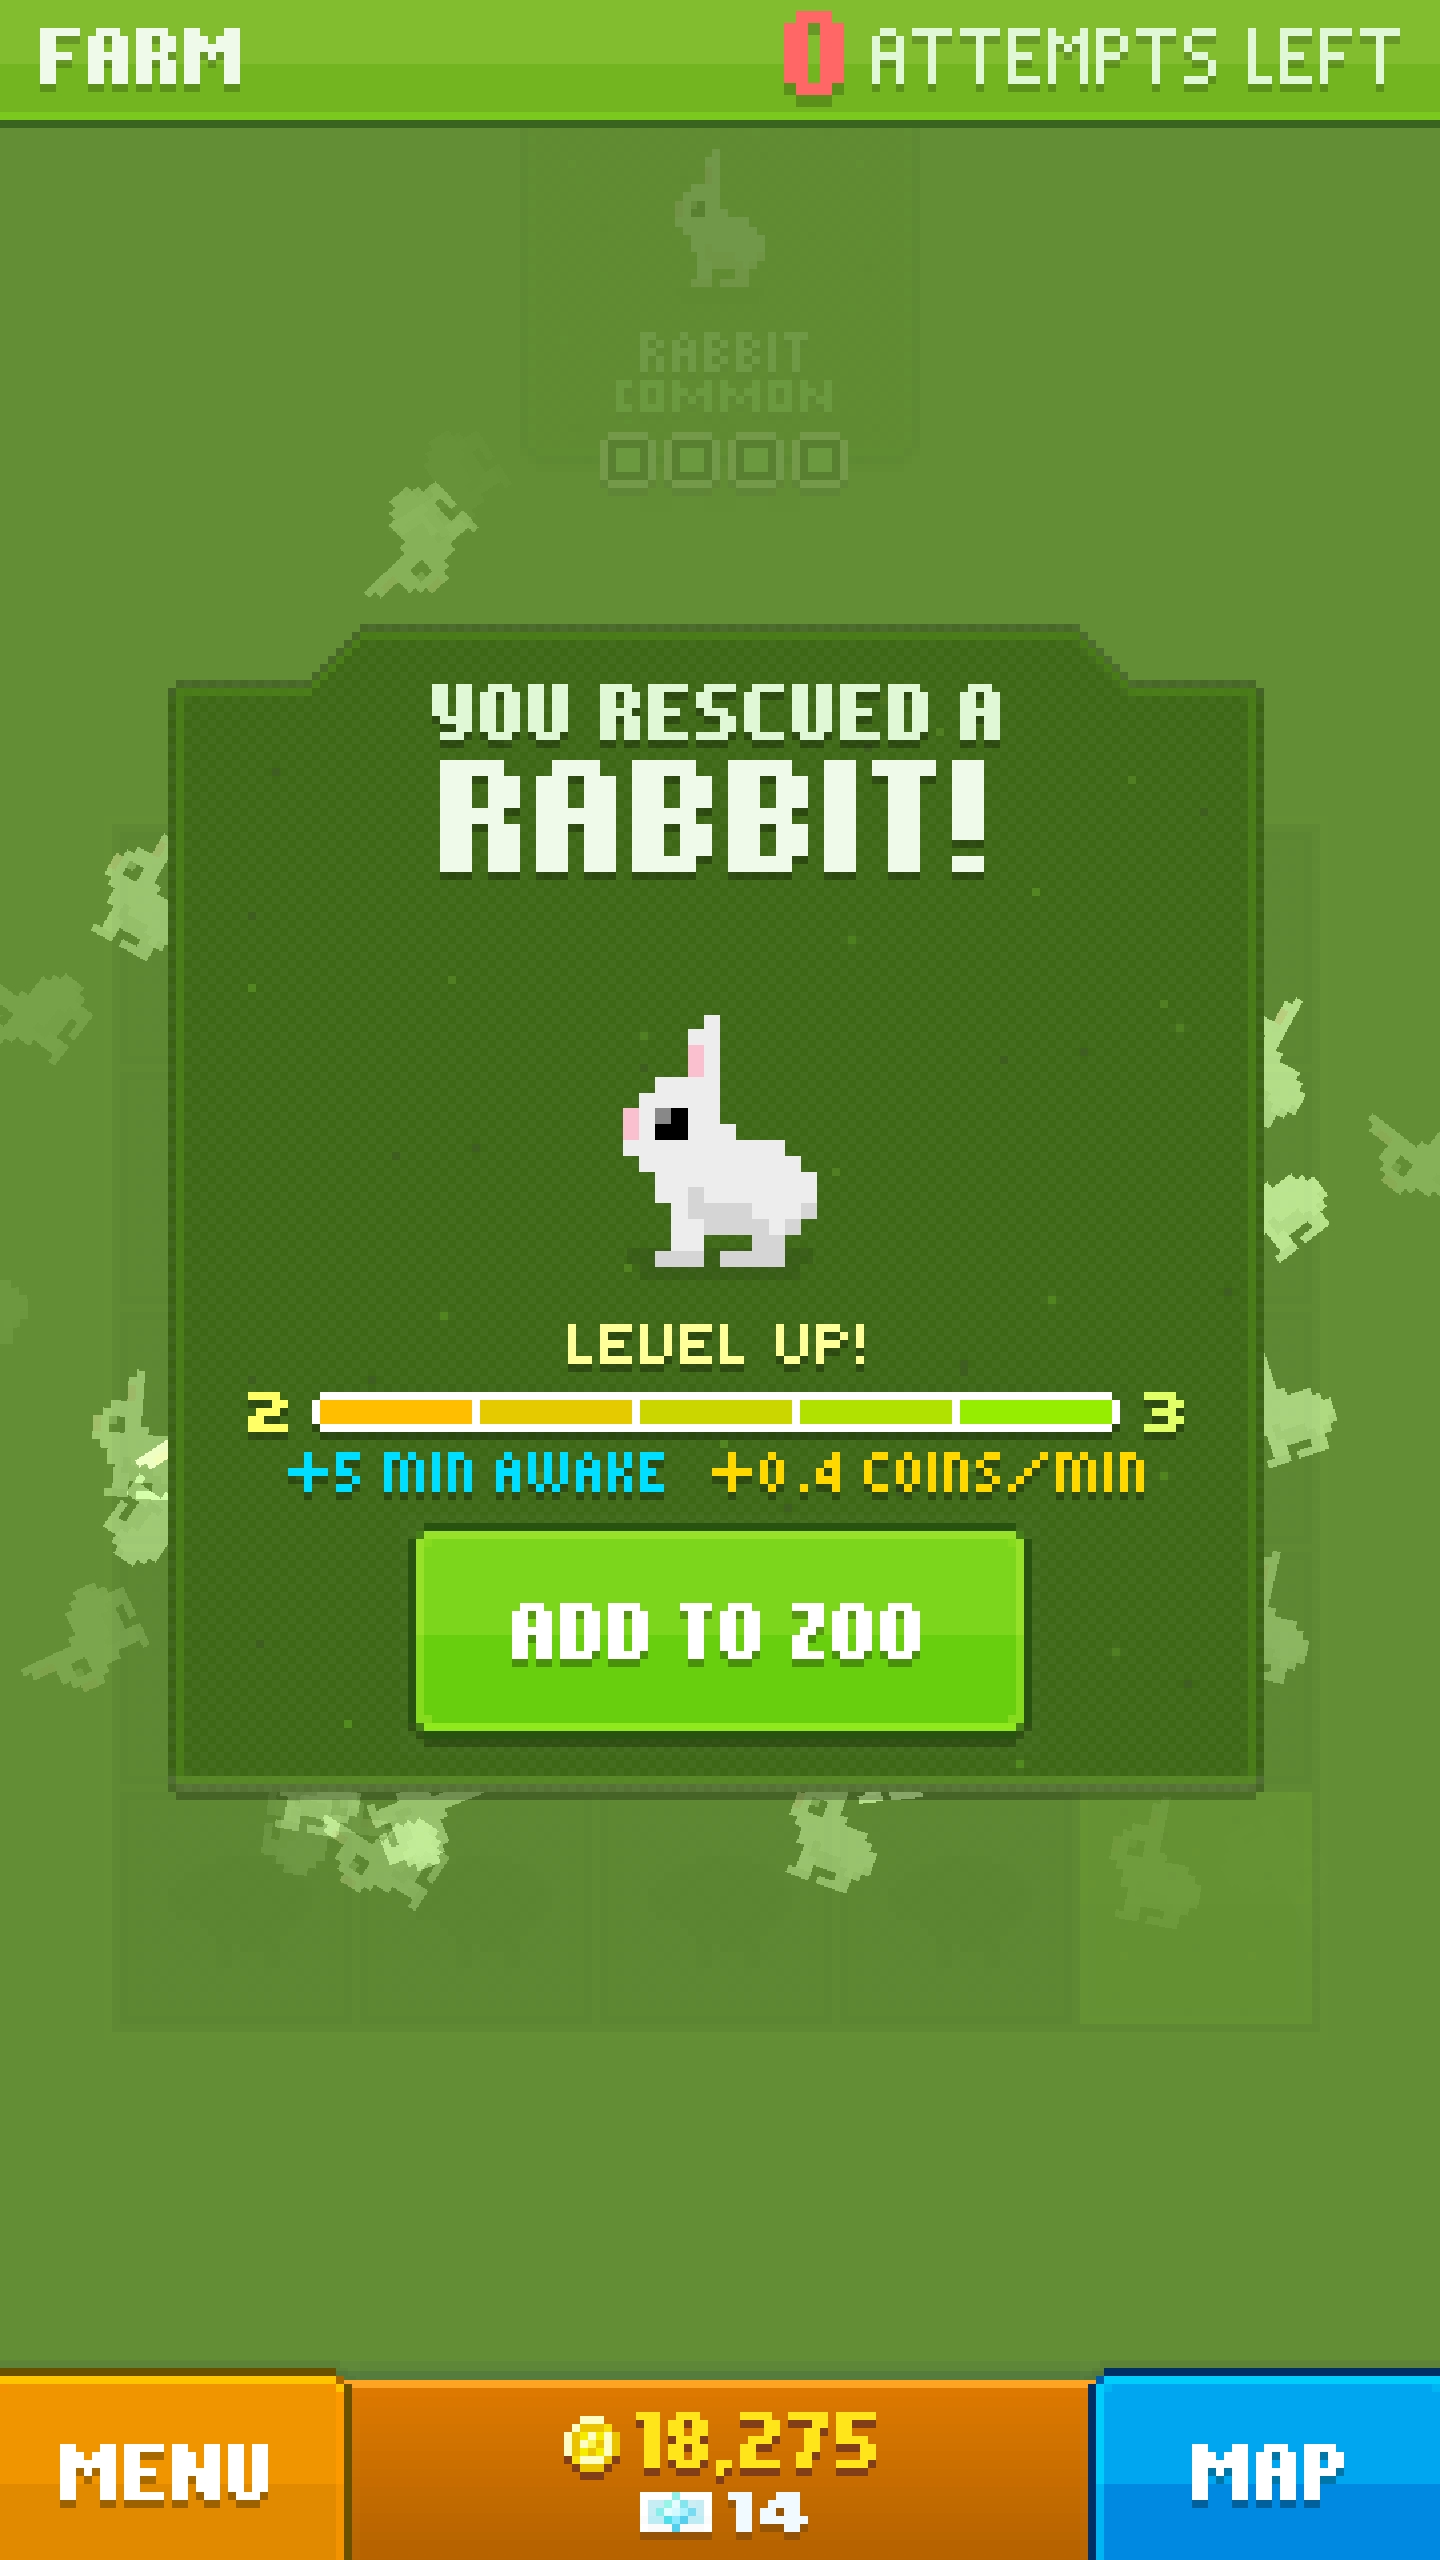 FARM
0 ATTEMPTS LEFT
RABBIT
COMMON
YOU RESCUED A
RABBIT!
LEVEL UP!
2 3
+5 MIN AWAKE +0.4 COINS/MIN
ADD TO ZOO
MENU
18,275
14
MAP